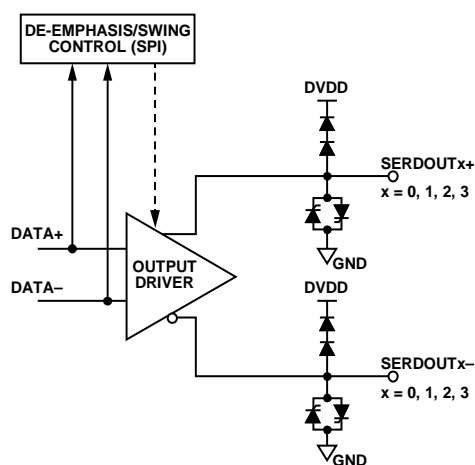 DE-EMPHASIS/SWING
CONTROL (SPI)
DVDD
SERDOUTx+
x = 0, 1, 2, 3
DATA+
OUTPUT
DRIVER
GND
DATA–
DVDD
SERDOUTx–
x = 0, 1, 2, 3
GND